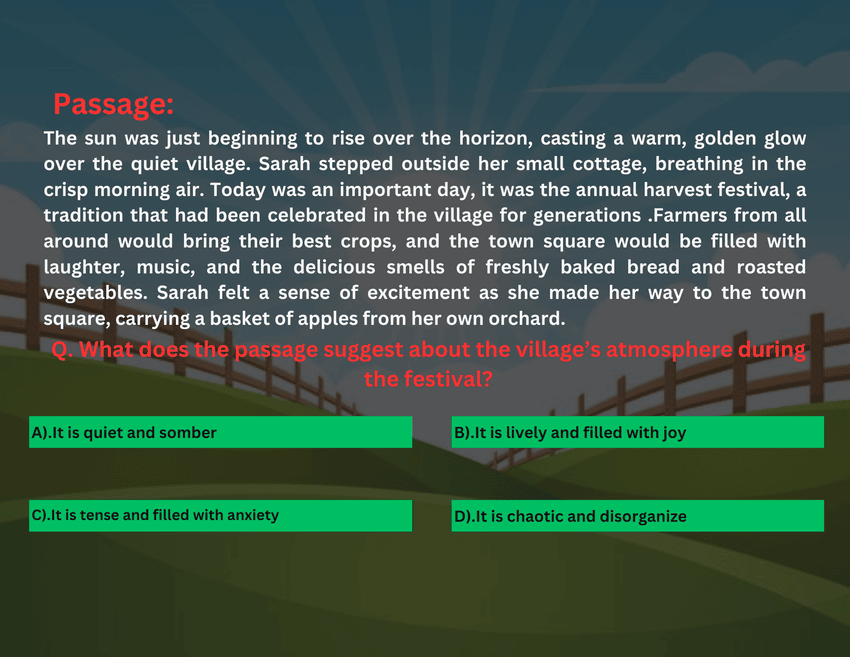 Passage:
The sun was just beginning to rise over the horizon, casting a warm, golden glow
over the quiet village. Sarah stepped outside her small cottage, breathing in the
crisp morning air. Today was an important day, it was the annual harvest festival, a
tradition that had been celebrated in the village for generations .Farmers from all
around would bring their best crops, and the town square would be filled with
laughter, music, and the delicious smells of freshly baked bread and roasted
vegetables. Sarah felt a sense of excitement as she made her way to the town
square, carrying a basket of apples from her own orchard.
Q. What does the passage suggest about the village’s atmosphere during
the festival?
A).It is quiet and somber
B).It is lively and filled with joy
C).It is tense and filled with anxiety
D).It is chaotic and disorganize